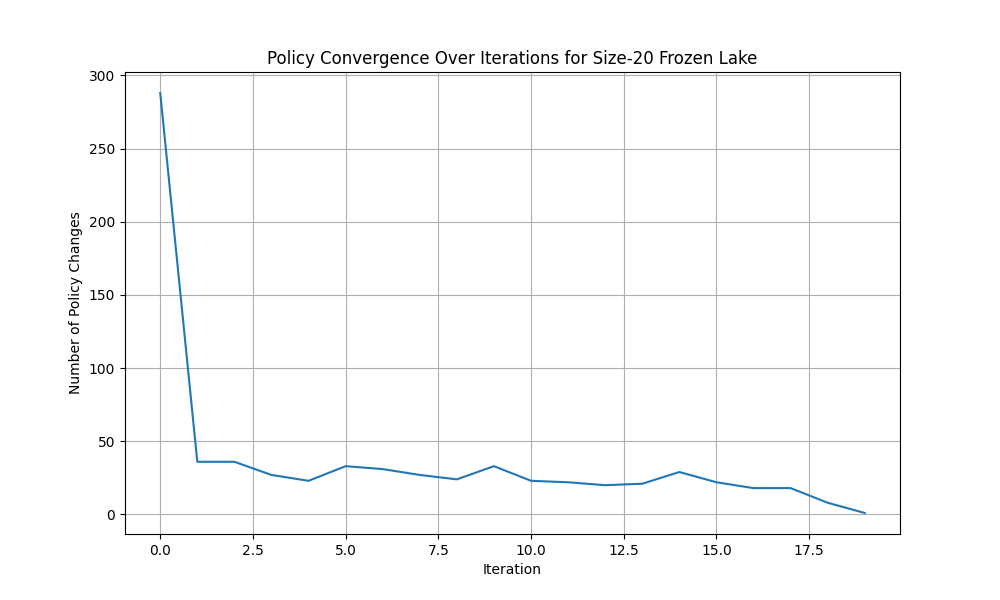 Policy Convergence Over Iterations for Size-20 Frozen Lake
300
250
200
150
100
50
0
Number of Policy Changes
0.0 2.5 5.0 7.5 10.0 12.5 15.0 17.5
Iteration